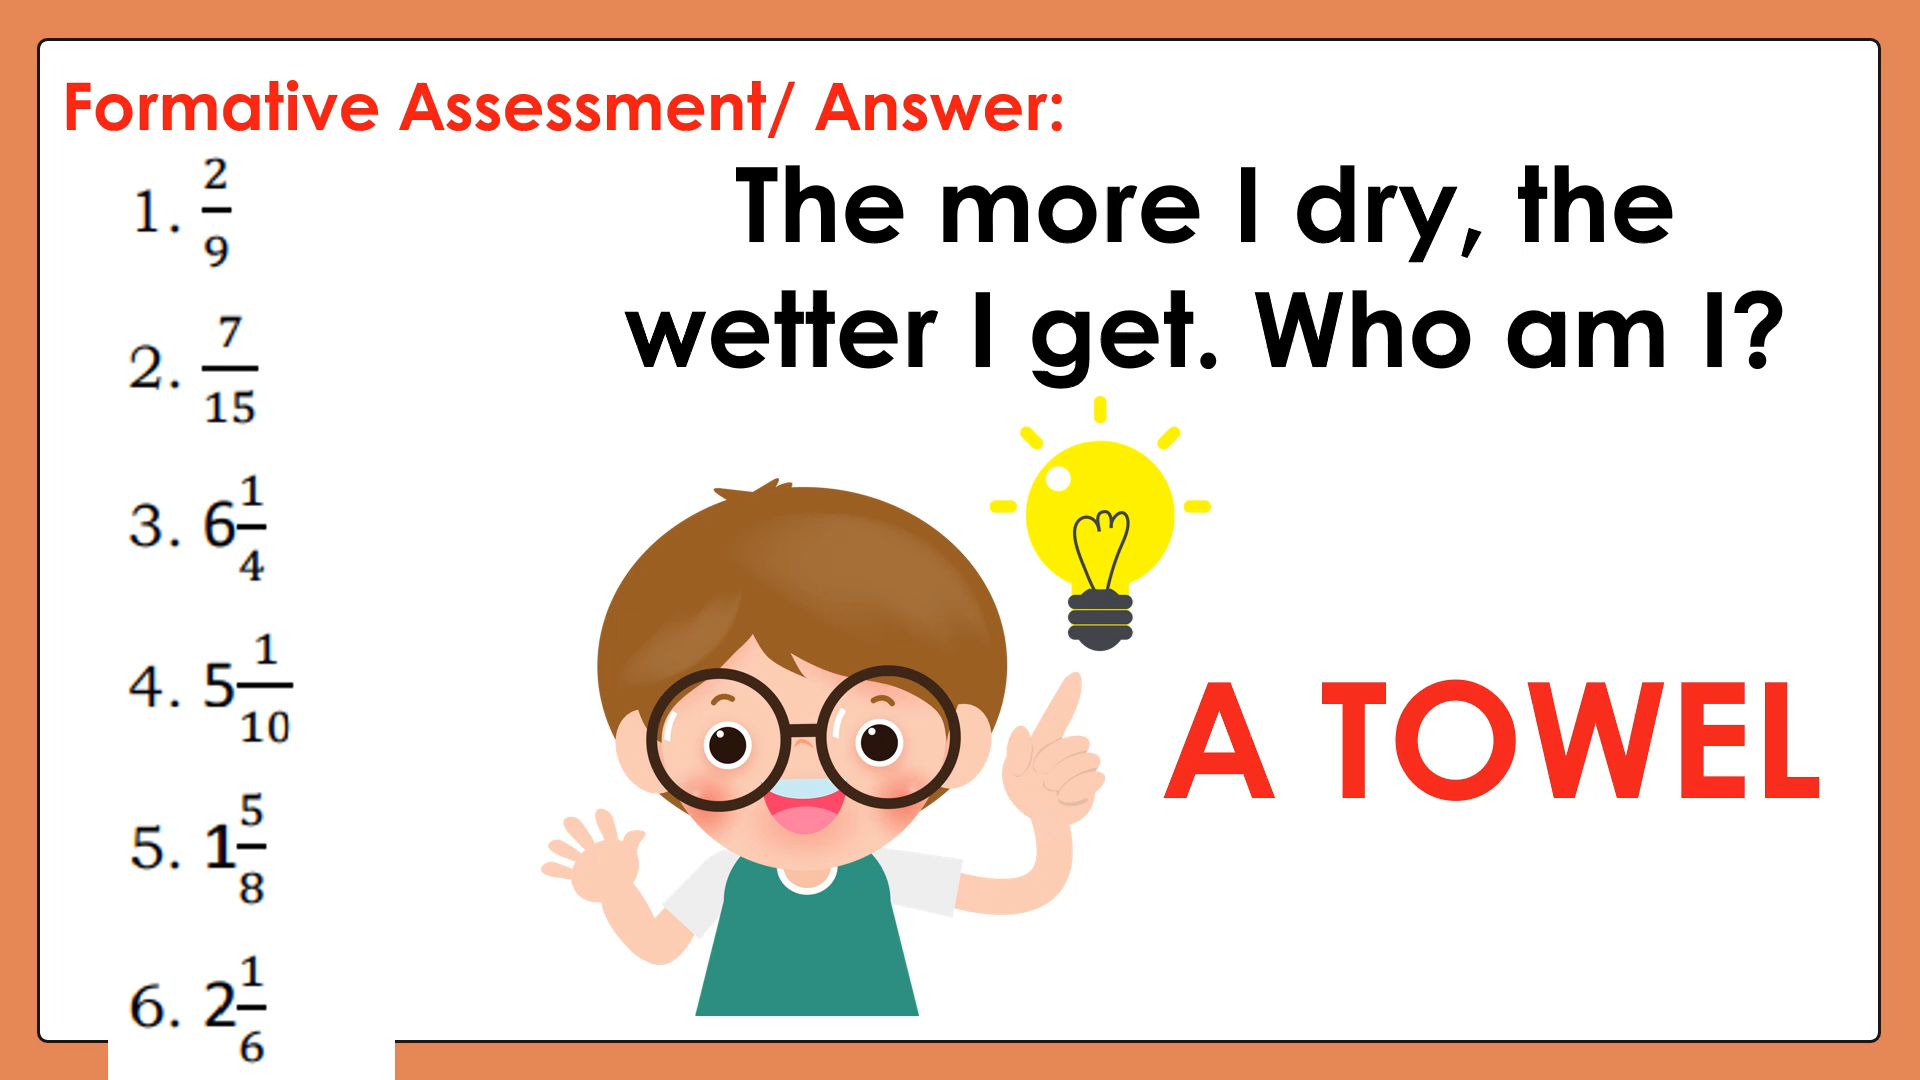 Formative Assessment/ Answer:
1. 2/9
2. 7/15
3. 6 1/4
4. 5 1/10
5. 1 5/8
6. 2 1/6
The more I dry, the
wetter I get. Who am I?
A TOWEL